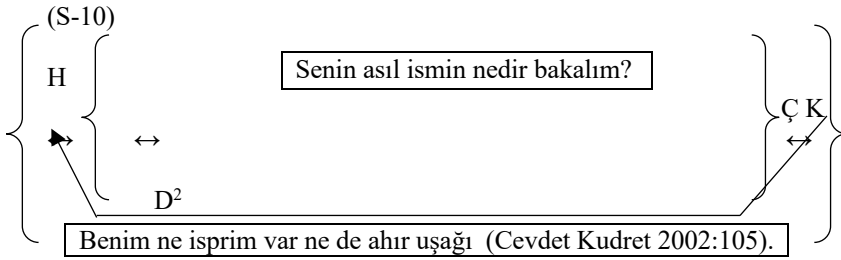 (S-10)
Senin asıl ismin nedir bakalım?
H
Ç K
↔ ↔ ↔
D²
Benim ne isprim var ne de ahır uşağı (Cevdet Kudret 2002:105).